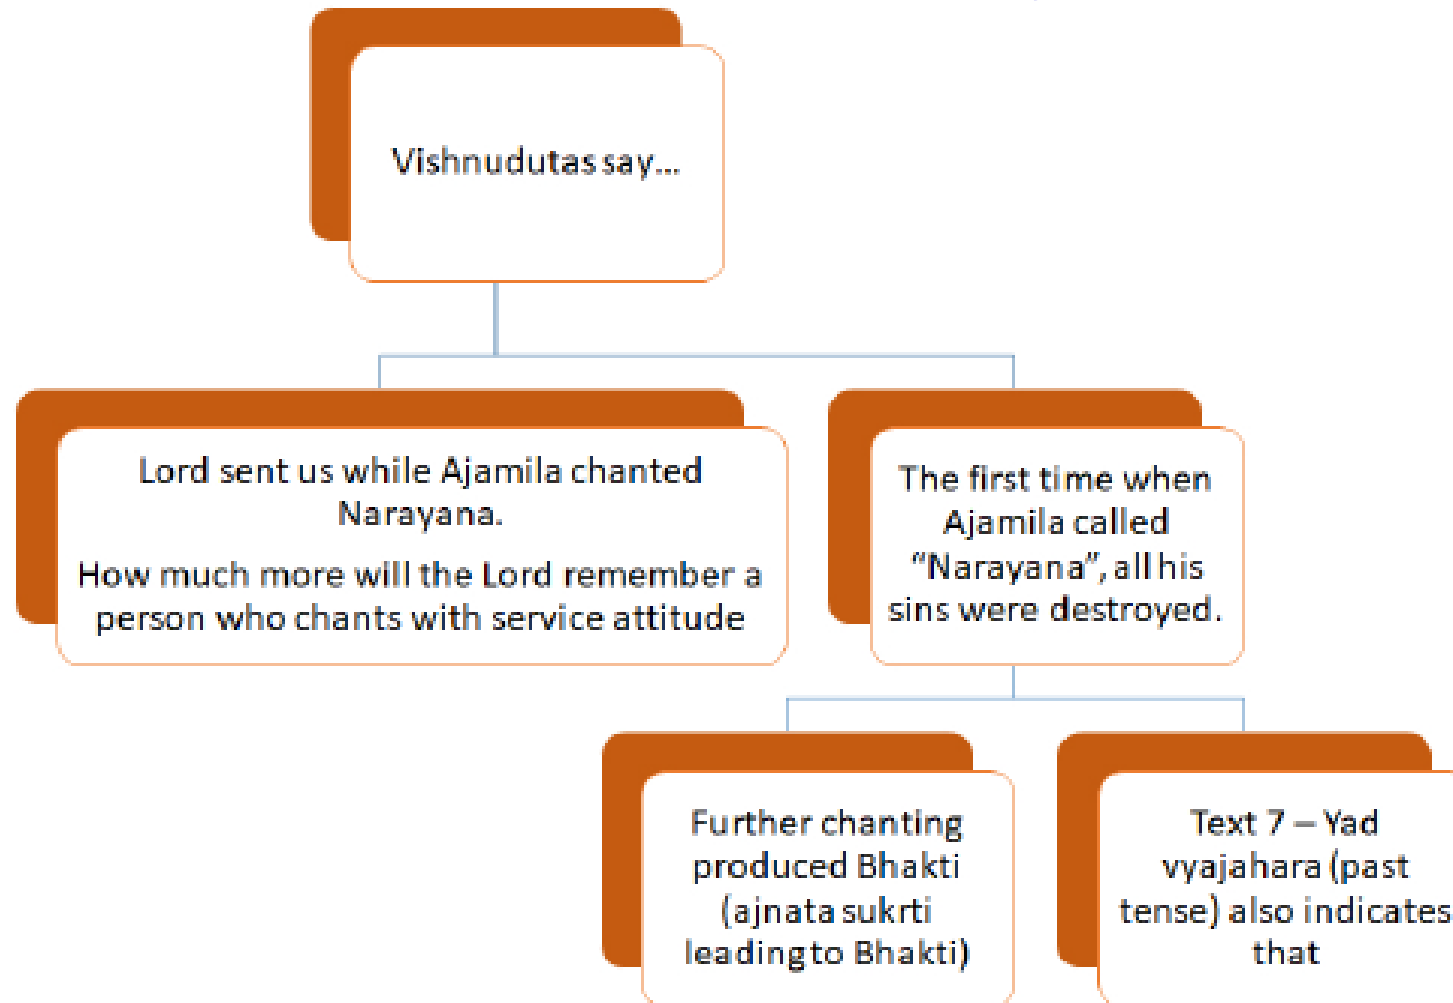 Vishnudutas say...
Lord sent us while Ajamila chanted
Narayana.
How much more will the Lord remember a
person who chants with service attitude
The first time when
Ajamila called
“Narayana”, all his
sins were destroyed.
Further chanting
produced Bhakti
(ajnata sukrti
leading to Bhakti)
Text 7 – Yad
vyajahara (past
tense) also indicates
that